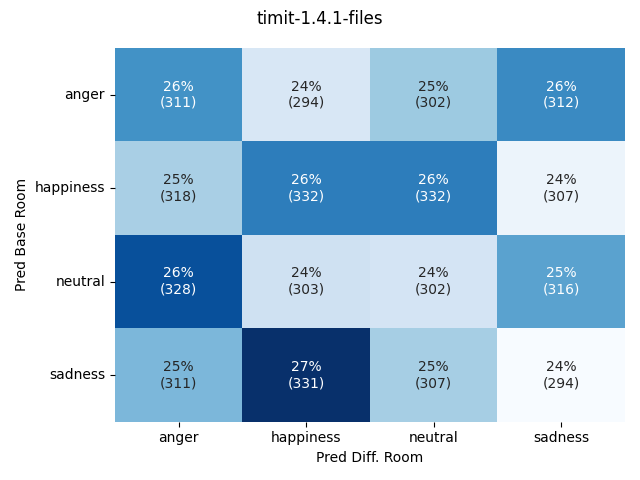 timit-1.4.1-files
Pred Base Room
anger
26% 24% 25% 26%
(311) (294) (302) (312)
happiness
25% 26% 26% 24%
(318) (332) (332) (307)
neutral
26% 24% 24% 25%
(328) (303) (302) (316)
sadness
25% 27% 25% 24%
(311) (331) (307) (294)
anger happiness neutral sadness
Pred Diff. Room